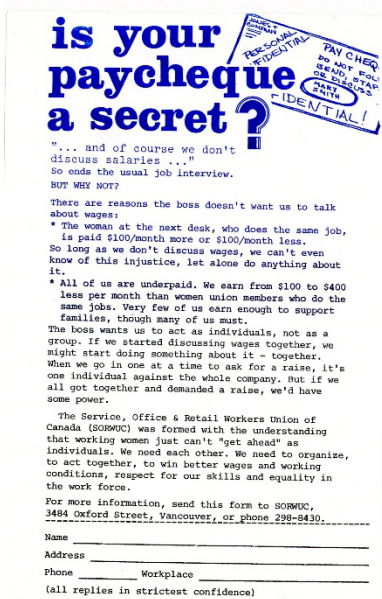 is your
paycheque
a secret?
JAMES &
COMPANY
PERSONAL
PAY CHEQ
DO NOT FOL
BEND, STAP
OR DISCUSS
MARY
SMITH
IDENTIAL!
"... and of course we don't
discuss salaries ..."
So ends the usual job interview.
BUT WHY NOT?
There are reasons the boss doesn't want us to talk
about wages:
* The woman at the next desk, who does the same job,
is paid $100/month more or $100/month less.
So long as we don't discuss wages, we can't even
know of this injustice, let alone do anything about
it.
* All of us are underpaid. We earn from $100 to $400
less per month than women union members who do the
same jobs. Very few of us earn enough to support
families, though many of us must.
The boss wants us to act as individuals, not as a
group. If we started discussing wages together, we
might start doing something about it - together.
When we go in one at a time to ask for a raise, it's
one individual against the whole company. But if we
all got together and demanded a raise, we'd have
some power.
The Service, Office & Retail Workers Union of
Canada (SORWUC) was formed with the understanding
that working women just can't "get ahead" as
individuals. We need each other. We need to organize,
to act together, to win better wages and working
conditions, respect for our skills and equality in
the work force.
For more information, send this form to SORWUC,
3484 Oxford Street, Vancouver, or phone 298-8430.
Name
Address
Phone Workplace
(all replies in strictest confidence)